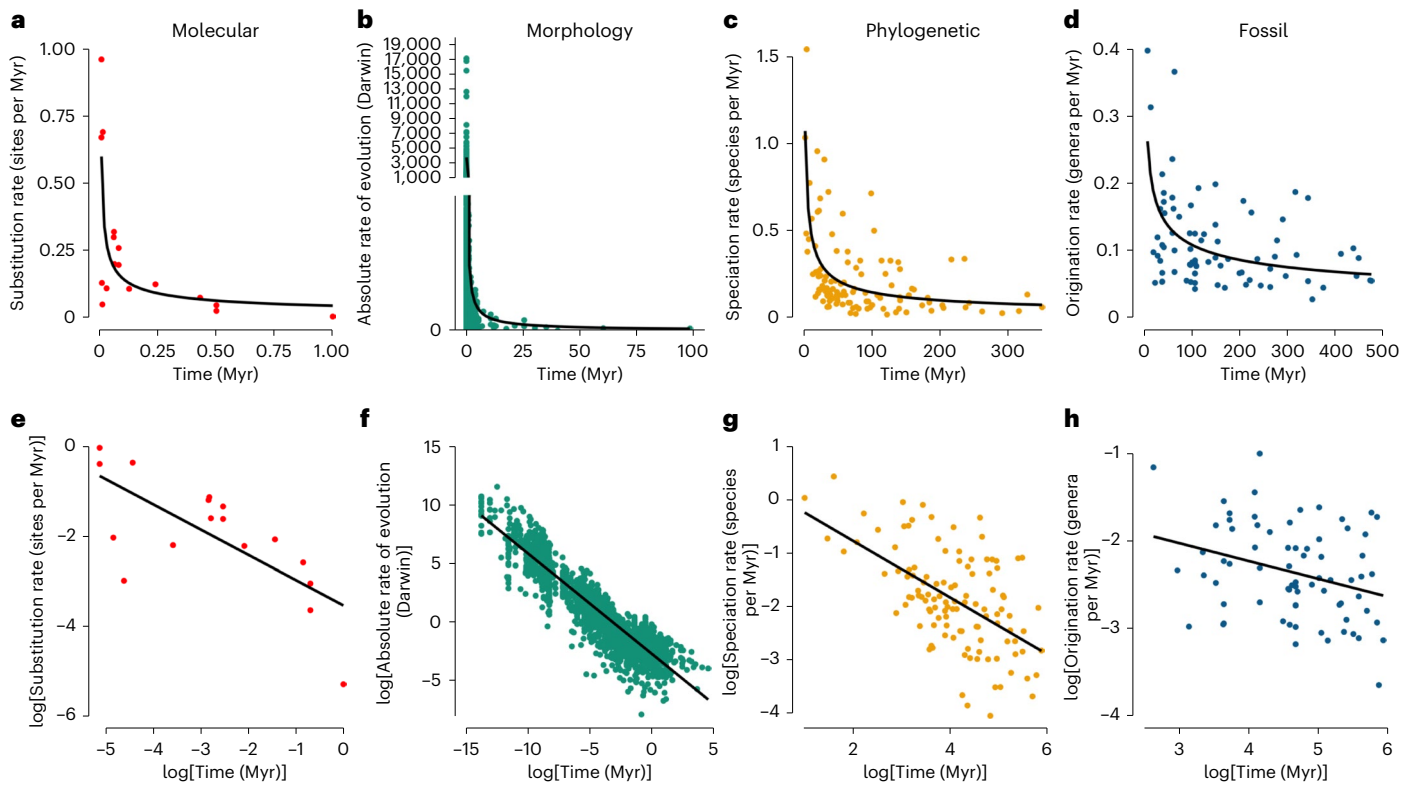 a
Molecular
Substitution rate (sites per Myr)
1.00
0.75
0.50
0.25
0
0 0.25 0.50 0.75 1.00
Time (Myr)
b
Morphology
Absolute rate of evolution (Darwin)
19,000
17,000
15,000
13,000
11,000
9,000
7,000
5,000
3,000
1,000
0
0 25 50 75 100
Time (Myr)
c
Phylogenetic
Speciation rate (species per Myr)
1.5
1.0
0.5
0
0 100 200 300
Time (Myr)
d
Fossil
Origination rate (genera per Myr)
0.4
0.3
0.2
0.1
0
0 100 200 300 400 500
Time (Myr)
e
log[Substitution rate (sites per Myr)]
0
−2
−4
−6
−5 −4 −3 −2 −1 0
log[Time (Myr)]
f
log[Absolute rate of evolution
(Darwin)]
15
10
5
0
−5
−15 −10 −5 0 5
log[Time (Myr)]
g
log[Speciation rate (species
per Myr)]
1
0
−1
−2
−3
−4
2 4 6
log[Time (Myr)]
h
log[Origination rate (genera
per Myr)]
−1
−2
−3
−4
3 4 5 6
log[Time (Myr)]